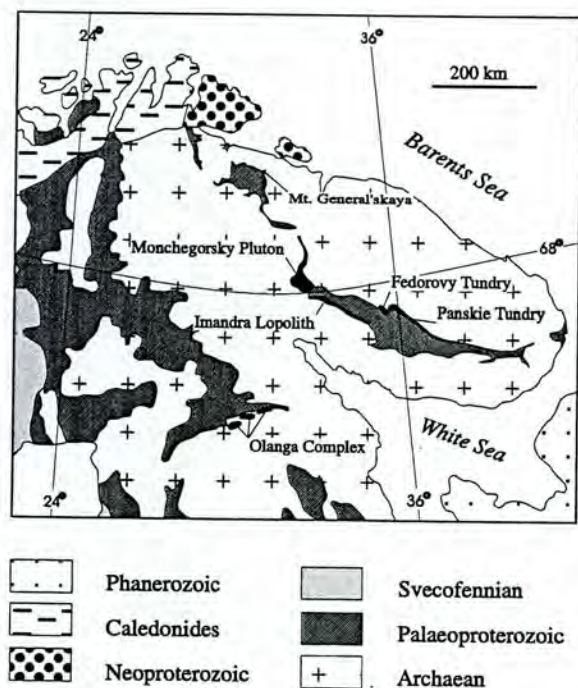 24°
36°
200 km
Barents Sea
Mt. General'skaya
Monchegorsky Pluton
68°
Fedorovy Tundry
Imandra Lopolith
Panskie Tundry
White Sea
Olanga Complex
24°
36°
Phanerozoic
Svecofennian
Caledonides
Palaeoproterozoic
Neoproterozoic
Archaean